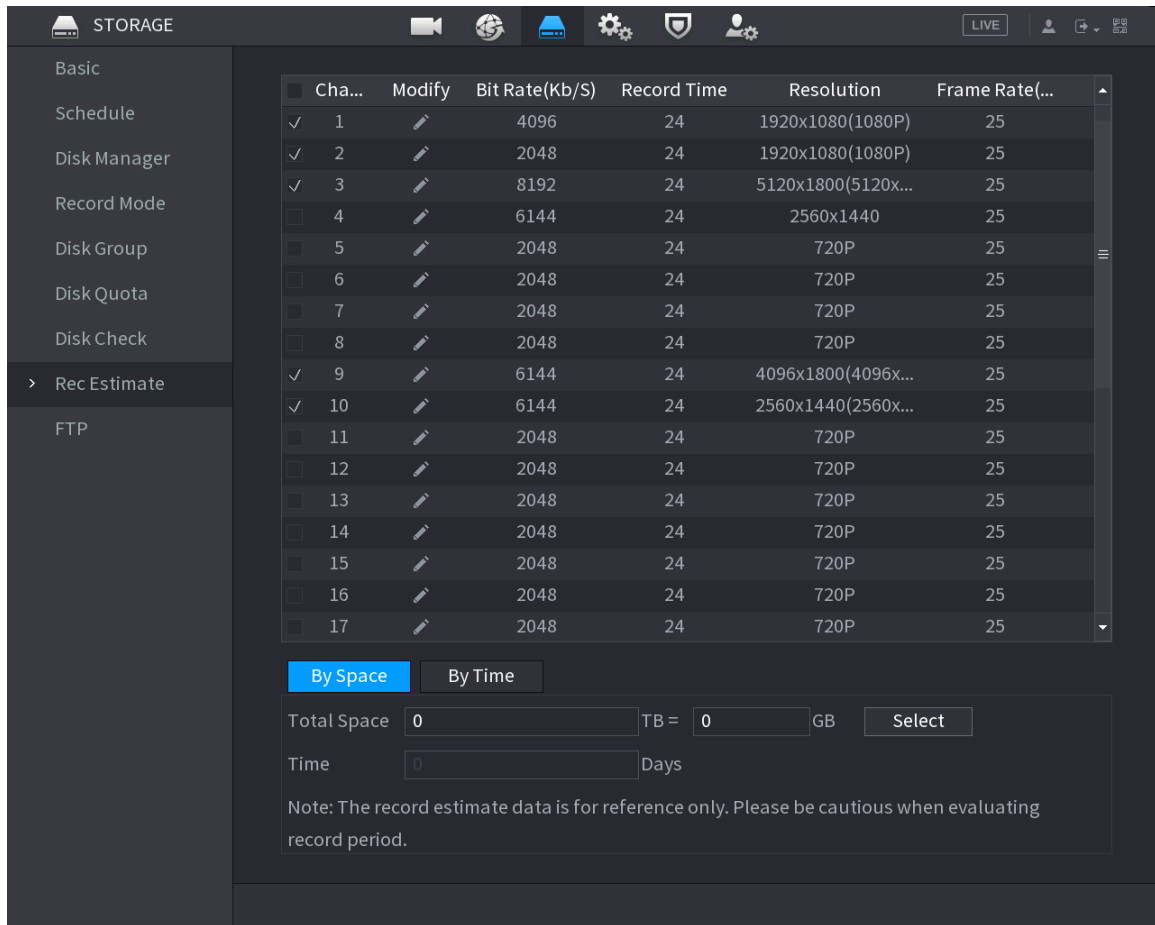 STORAGE LIVE
Basic
Schedule
Disk Manager
Record Mode
Disk Group
Disk Quota
Disk Check
Rec Estimate
FTP
Cha... Modify Bit Rate(Kb/S) Record Time Resolution Frame Rate(...
1 4096 24 1920x1080(1080P) 25
2 2048 24 1920x1080(1080P) 25
3 8192 24 5120x1800(5120x... 25
4 6144 24 2560x1440 25
5 2048 24 720P 25
6 2048 24 720P 25
7 2048 24 720P 25
8 2048 24 720P 25
9 6144 24 4096x1800(4096x... 25
10 6144 24 2560x1440(2560x... 25
11 2048 24 720P 25
12 2048 24 720P 25
13 2048 24 720P 25
14 2048 24 720P 25
15 2048 24 720P 25
16 2048 24 720P 25
17 2048 24 720P 25
By Space By Time
Total Space 0 TB = 0 GB Select
Time 0 Days
Note: The record estimate data is for reference only. Please be cautious when evaluating
record period.